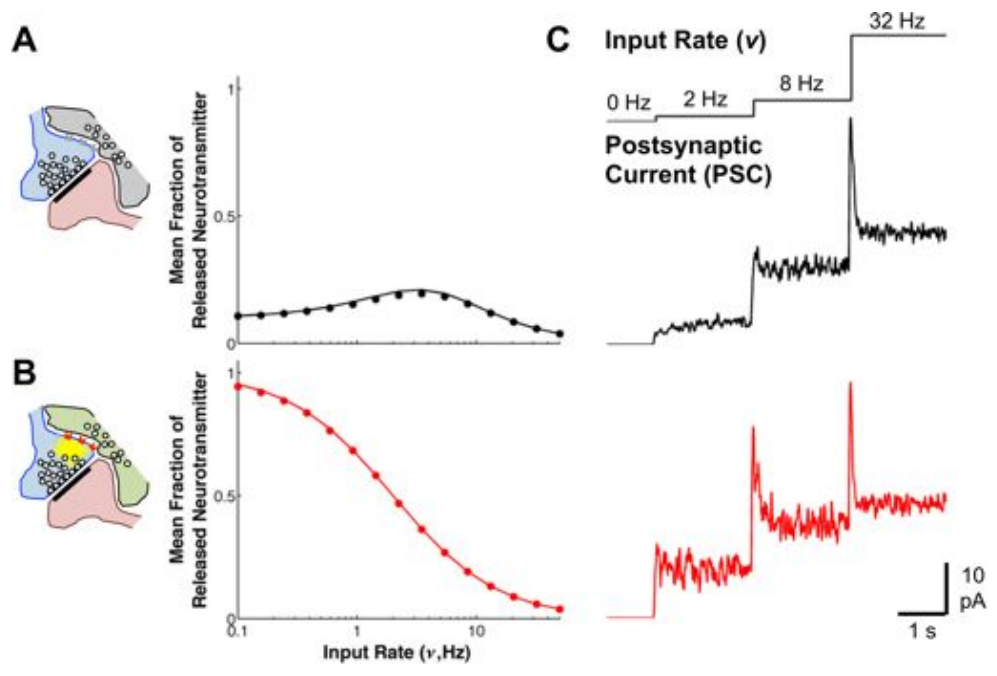 A
Mean Fraction of
Released Neurotransmitter
1
0.5
0
B
Mean Fraction of
Released Neurotransmitter
1
0.5
0
0.1
1
10
Input Rate (ν,Hz)
C
Input Rate (v)
0 Hz
2 Hz
8 Hz
32 Hz
Postsynaptic
Current (PSC)
10
pA
1 s